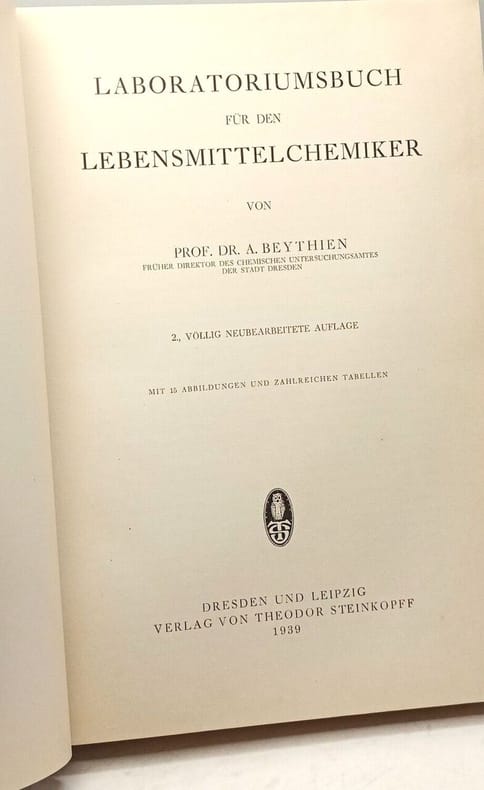 LABORATORIUMSBUCH
FÜR DEN
LEBENSMITTELCHEMIKER
VON
PROF. DR. A. BEYTHIEN
FRÜHER DIREKTOR DES CHEMISCHEN UNTERSUCHUNGSAMTES
DER STADT DRESDEN
2., VÖLLIG NEUBEARBEITETE AUFLAGE
MIT 15 ABBILDUNGEN UND ZAHLREICHEN TABELLEN
TS
DRESDEN UND LEIPZIG
VERLAG VON THEODOR STEINKOPFF
1939